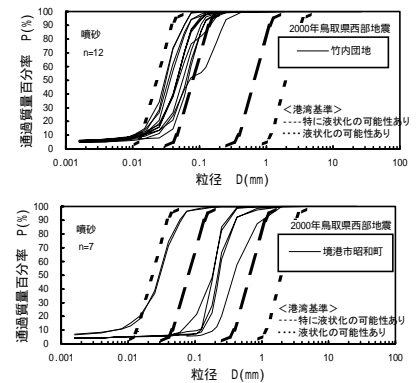 通過質量百分率 P(%)
100
90
80
70
60
50
40
30
20
10
0
噴砂
n=12
2000年鳥取県西部地震
竹内団地
<港湾基準>
特に液状化の可能性あり
液状化の可能性あり
0.001 0.01 0.1 1 10 100
粒径 D(mm)
通過質量百分率 P(%)
100
90
80
70
60
50
40
30
20
10
0
噴砂
n=7
2000年鳥取県西部地震
境港市昭和町
<港湾基準>
特に液状化の可能性あり
液状化の可能性あり
0.001 0.01 0.1 1 10 100
粒径 D(mm)